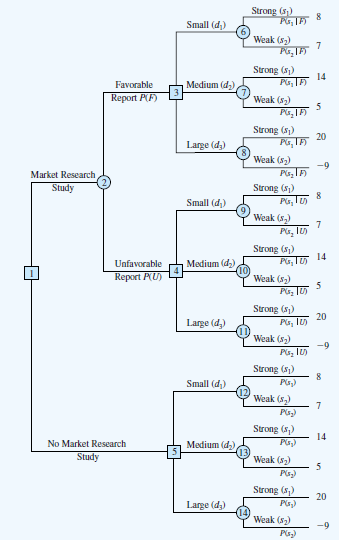 Strong (s₁)
P(s₁ | F)
8
Small (d₁)
6
Weak (s₂)
P(s₂ | F)
7
Strong (s₁)
P(s₁ | F)
14
Favorable
Report P(F)
3
Medium (d₂)
7
Weak (s₂)
P(s₂ | F)
5
Strong (s₁)
P(s₁ | F)
20
Large (d₃)
8
Weak (s₂)
P(s₂ | F)
−9
Market Research
Study
2
Strong (s₁)
P(s₁ | U)
8
Small (d₁)
9
Weak (s₂)
P(s₂ | U)
7
Strong (s₁)
P(s₁ | U)
14
1
Unfavorable
Report P(U)
4
Medium (d₂)
10
Weak (s₂)
P(s₂ | U)
5
Strong (s₁)
P(s₁ | U)
20
Large (d₃)
11
Weak (s₂)
P(s₂ | U)
−9
Strong (s₁)
P(s₁)
8
Small (d₁)
12
Weak (s₂)
P(s₂)
7
Strong (s₁)
P(s₁)
14
No Market Research
Study
5
Medium (d₂)
13
Weak (s₂)
P(s₂)
5
Strong (s₁)
P(s₁)
20
Large (d₃)
14
Weak (s₂)
P(s₂)
−9